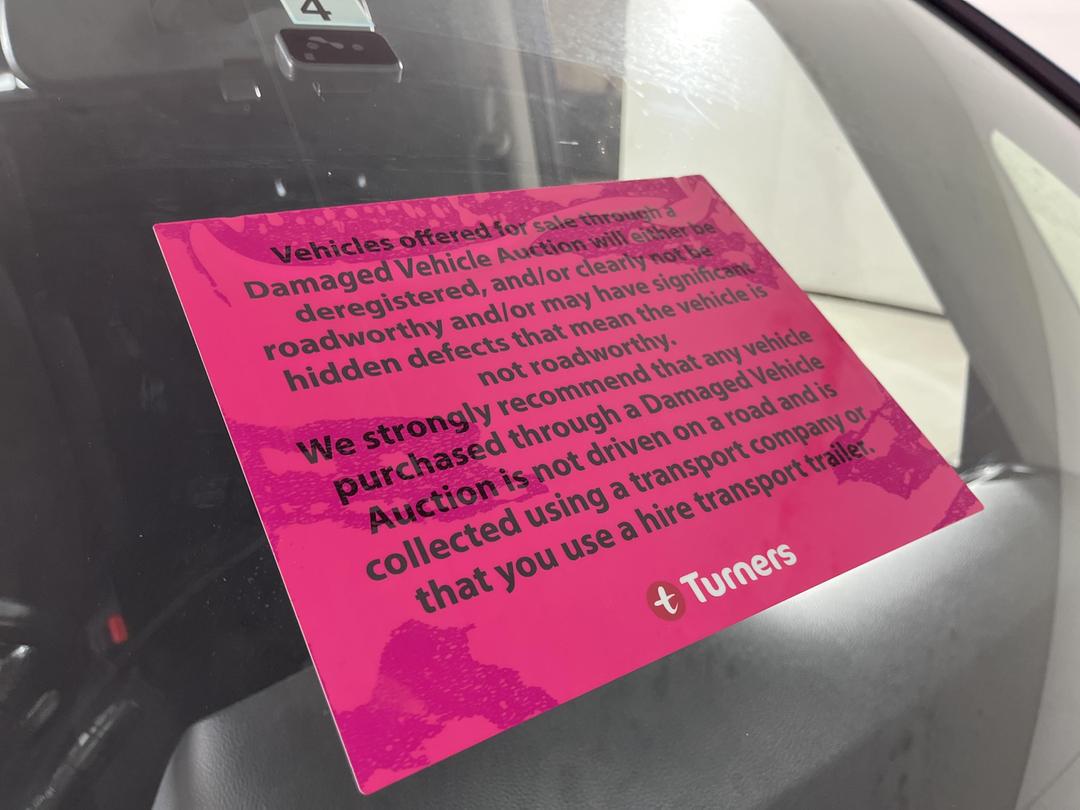 4
Vehicles offered for sale through a
Damaged Vehicle Auction will either be
deregistered, and/or clearly not be
roadworthy and/or may have significant
hidden defects that mean the vehicle is
not roadworthy.
We strongly recommend that any vehicle
purchased through a Damaged Vehicle
Auction is not driven on a road and is
collected using a transport company or
that you use a hire transport trailer.
t Turners